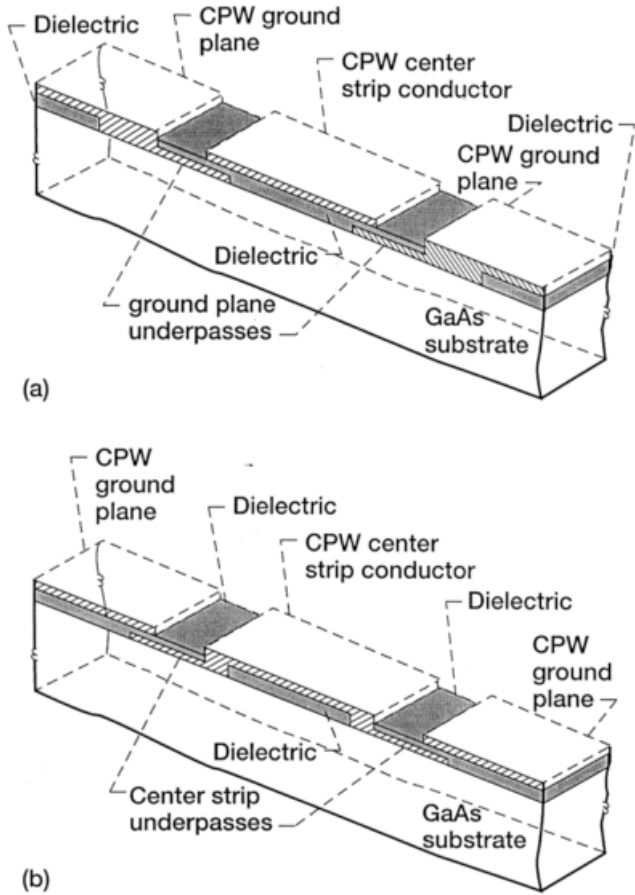 Dielectric
CPW ground
plane
CPW center
strip conductor
Dielectric
CPW ground
plane
Dielectric
ground plane
underpasses
GaAs
substrate
(a)
CPW
ground
plane
Dielectric
CPW center
strip conductor
Dielectric
CPW
ground
plane
Dielectric
Center strip
underpasses
GaAs
substrate
(b)